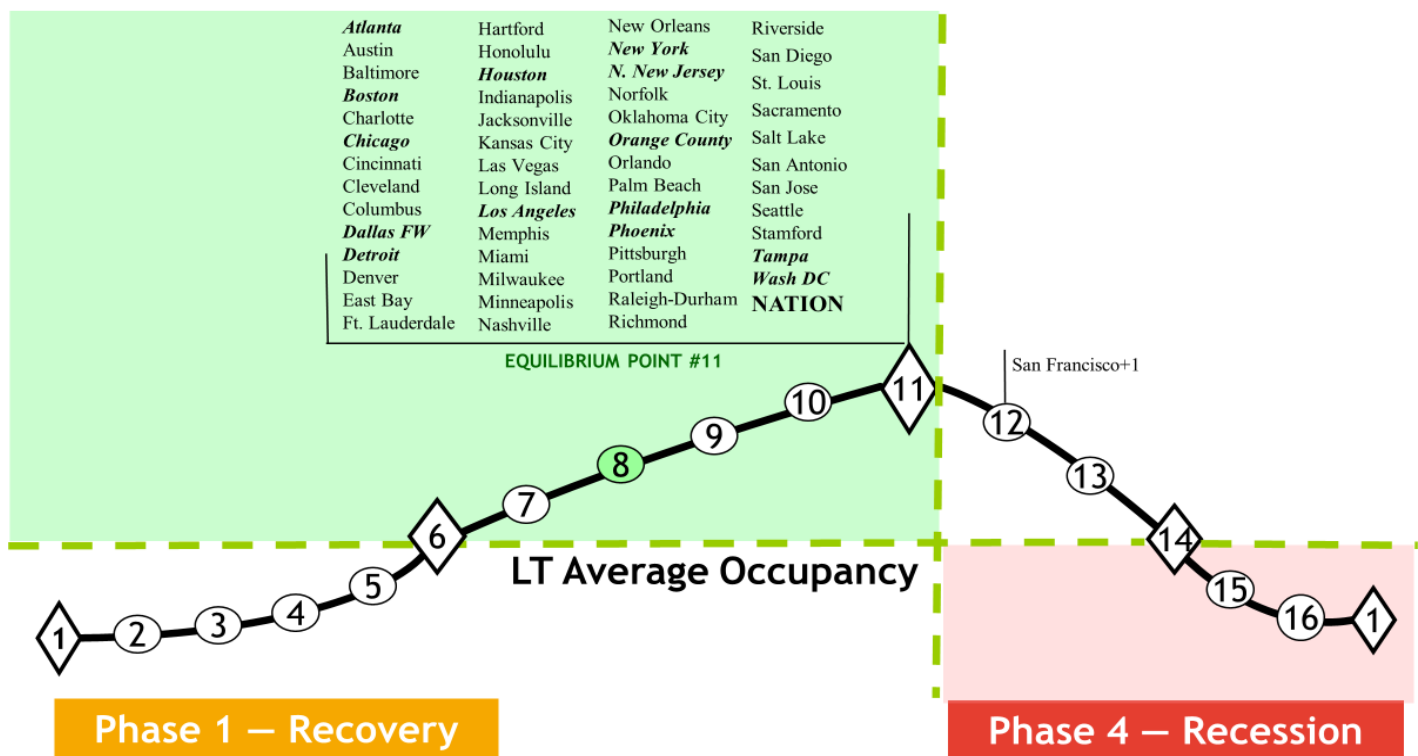 Atlanta
Austin
Baltimore
Boston
Charlotte
Chicago
Cincinnati
Cleveland
Columbus
Dallas FW
Detroit
Denver
East Bay
Ft. Lauderdale
Hartford
Honolulu
Houston
Indianapolis
Jacksonville
Kansas City
Las Vegas
Long Island
Los Angeles
Memphis
Miami
Milwaukee
Minneapolis
Nashville
New Orleans
New York
N. New Jersey
Norfolk
Oklahoma City
Orange County
Orlando
Palm Beach
Philadelphia
Phoenix
Pittsburgh
Portland
Raleigh-Durham
Richmond
Riverside
San Diego
St. Louis
Sacramento
Salt Lake
San Antonio
San Jose
Seattle
Stamford
Tampa
Wash DC
NATION
EQUILIBRIUM POINT #11
San Francisco+1
1
2
3
4
5
6
7
8
9
10
11
12
13
14
15
16
1
LT Average Occupancy
Phase 1 – Recovery
Phase 4 – Recession